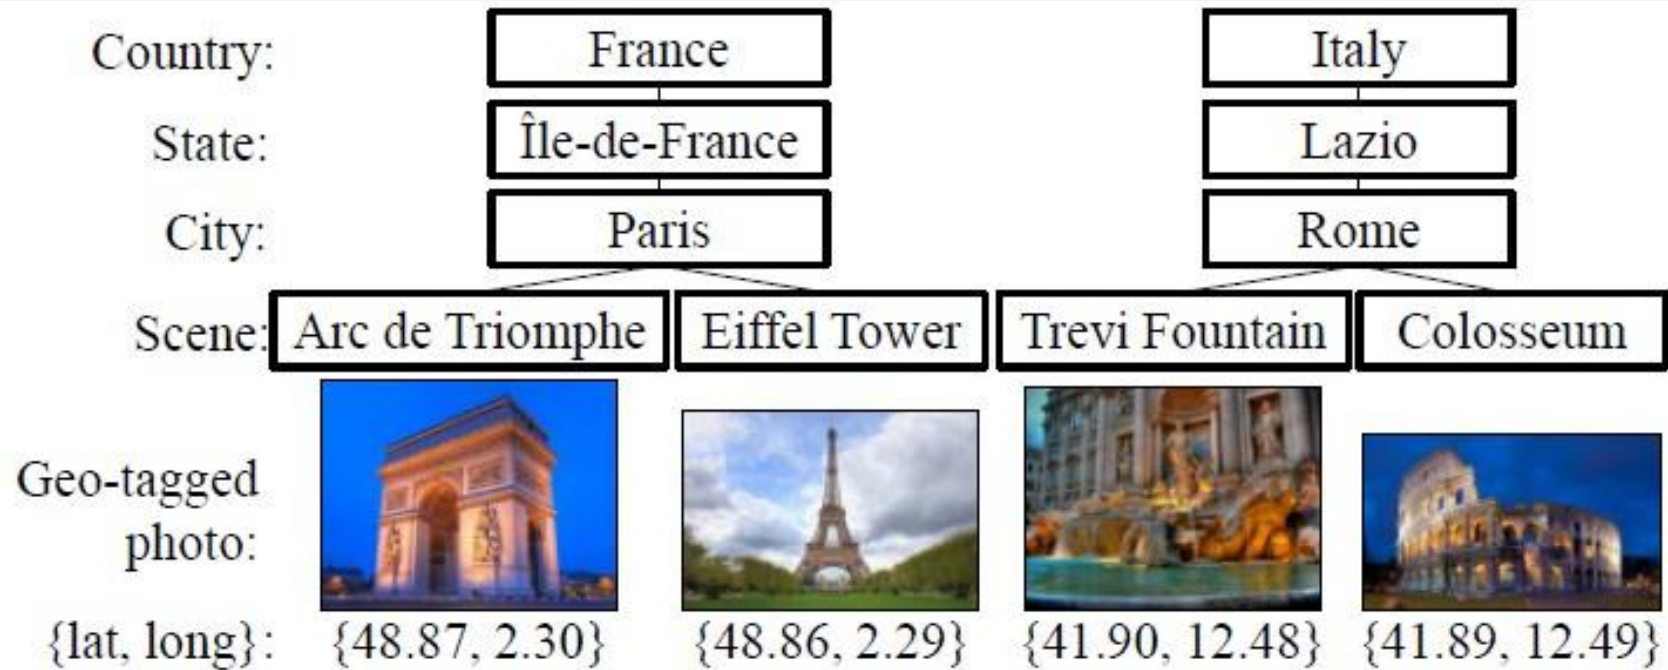 Country: France Italy
State: Île-de-France Lazio
City: Paris Rome
Scene: Arc de Triomphe Eiffel Tower Trevi Fountain Colosseum
Geo-tagged
photo:
{lat, long}: {48.87, 2.30} {48.86, 2.29} {41.90, 12.48} {41.89, 12.49}